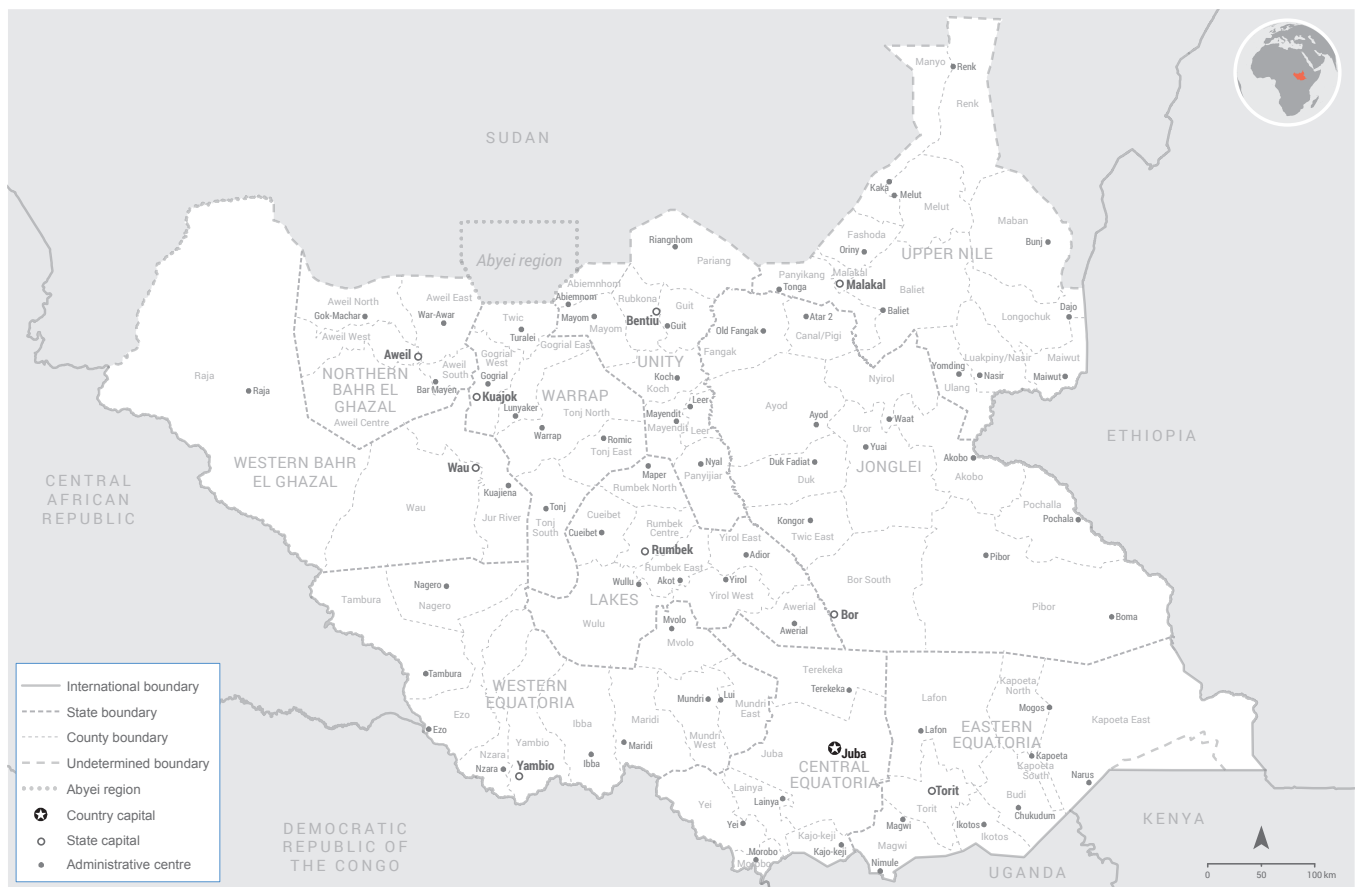 SUDAN
Manyo
Renk
Renk
Kaka
Melut
Melut
Maban
Bunj
Fashoda
Oriny
UPPER NILE
Riangnhom
Pariang
Abyei region
Panyikang
Malakal
Malakal
Tonga
Baliet
Baliet
Dajo
Longochuk
Abiemnhom
Abiemnom
Rubkona
Guit
Bentiu
Guit
Mayom
Mayom
Aweil North
Gok-Machar
Aweil East
War-Awar
Aweil West
Aweil
Aweil
South
Bar Mayen
NORTHERN
BAHR EL
GHAZAL
Aweil Centre
Twic
Turalei
Gogrial East
Gogrial
West
Gogrial
Kuajok
Lunyaker
Warrap
WARRAP
Tonj North
Romic
Tonj East
UNITY
Koch
Koch
Leer
Mayendit
Mayendit
Leer
Nyal
Panyijiar
Old Fangak
Fangak
Atar 2
Canal/Pigi
Luakpiny/Nasir
Maiwut
Yomding
Nasir
Maiwut
Ulang
Nyirol
Ayod
Ayod
Waat
Uror
Yuai
JONGLEI
Akobo
Akobo
Duk Fadiat
Duk
ETHIOPIA
Raja
Raja
WESTERN BAHR
EL GHAZAL
Wau
Wau
Kuajiena
Jur River
CENTRAL
AFRICAN
REPUBLIC
Maper
Rumbek North
Tonj
Tonj
South
Cueibet
Cueibet
Rumbek
Centre
Rumbek
Rumbek East
Wullu
Akot
Yirol East
Adior
Yirol
Yirol West
LAKES
Wulu
Kongor
Twic East
Pochalla
Pochala
Pibor
Bor South
Pibor
Boma
Bor
Awerial
Awerial
Mvolo
Mvolo
Nagero
Nagero
Tambura
Tambura
WESTERN
EQUATORIA
Ezo
Ezo
Nzara
Nzara
Yambio
Yambio
Ibba
Ibba
Maridi
Maridi
Mundri
Lui
Mundri
East
Mundri
West
Terekeka
Terekeka
Juba
Juba
CENTRAL
EQUATORIA
Lafon
Lafon
Kapoeta
North
Mogos
EASTERN
EQUATORIA
Kapoeta East
Kapoeta
Kapoeta
South
Narus
Budi
Chukudum
Torit
Torit
Magwi
Magwi
Ikotos
Ikotos
Nimule
Lainya
Lainya
Yei
Yei
Kajo-keji
Kajo-keji
Morobo
Morobo
DEMOCRATIC
REPUBLIC OF
THE CONGO
UGANDA
KENYA
International boundary
State boundary
County boundary
Undetermined boundary
Abyei region
Country capital
State capital
Administrative centre
0 50 100 km